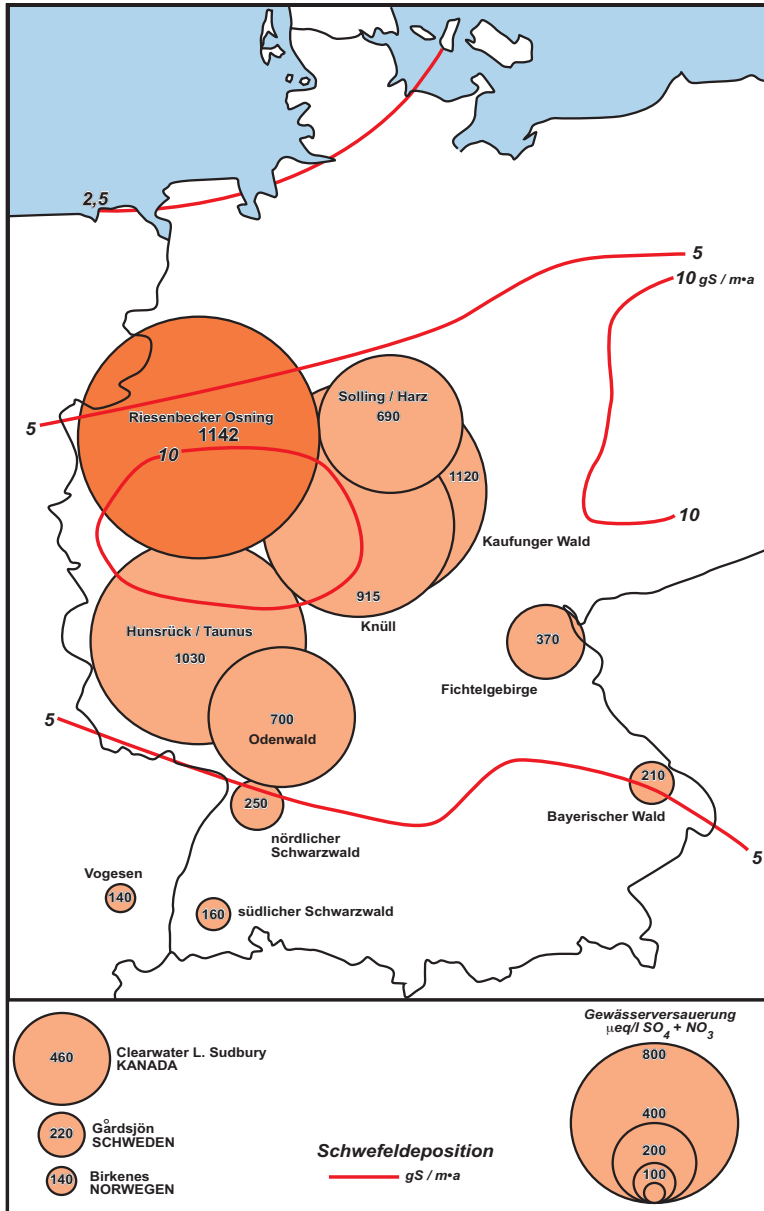 2,5
5
10 gS / m•a
Solling / Harz
690
Riesenbecker Osning
1142
5
10
1120
10
Kaufunger Wald
915
Knüll
Hunsrück / Taunus
1030
370
Fichtelgebirge
5
700
Odenwald
210
250
Bayerischer Wald
nördlicher
Schwarzwald
5
Vogesen
140
160
südlicher Schwarzwald
Gewässerversauerung
µeq/l SO4 + NO3
800
460
Clearwater L. Sudbury
KANADA
400
220
Gårdsjön
SCHWEDEN
200
Schwefeldeposition
100
140
Birkenes
NORWEGEN
gS / m•a